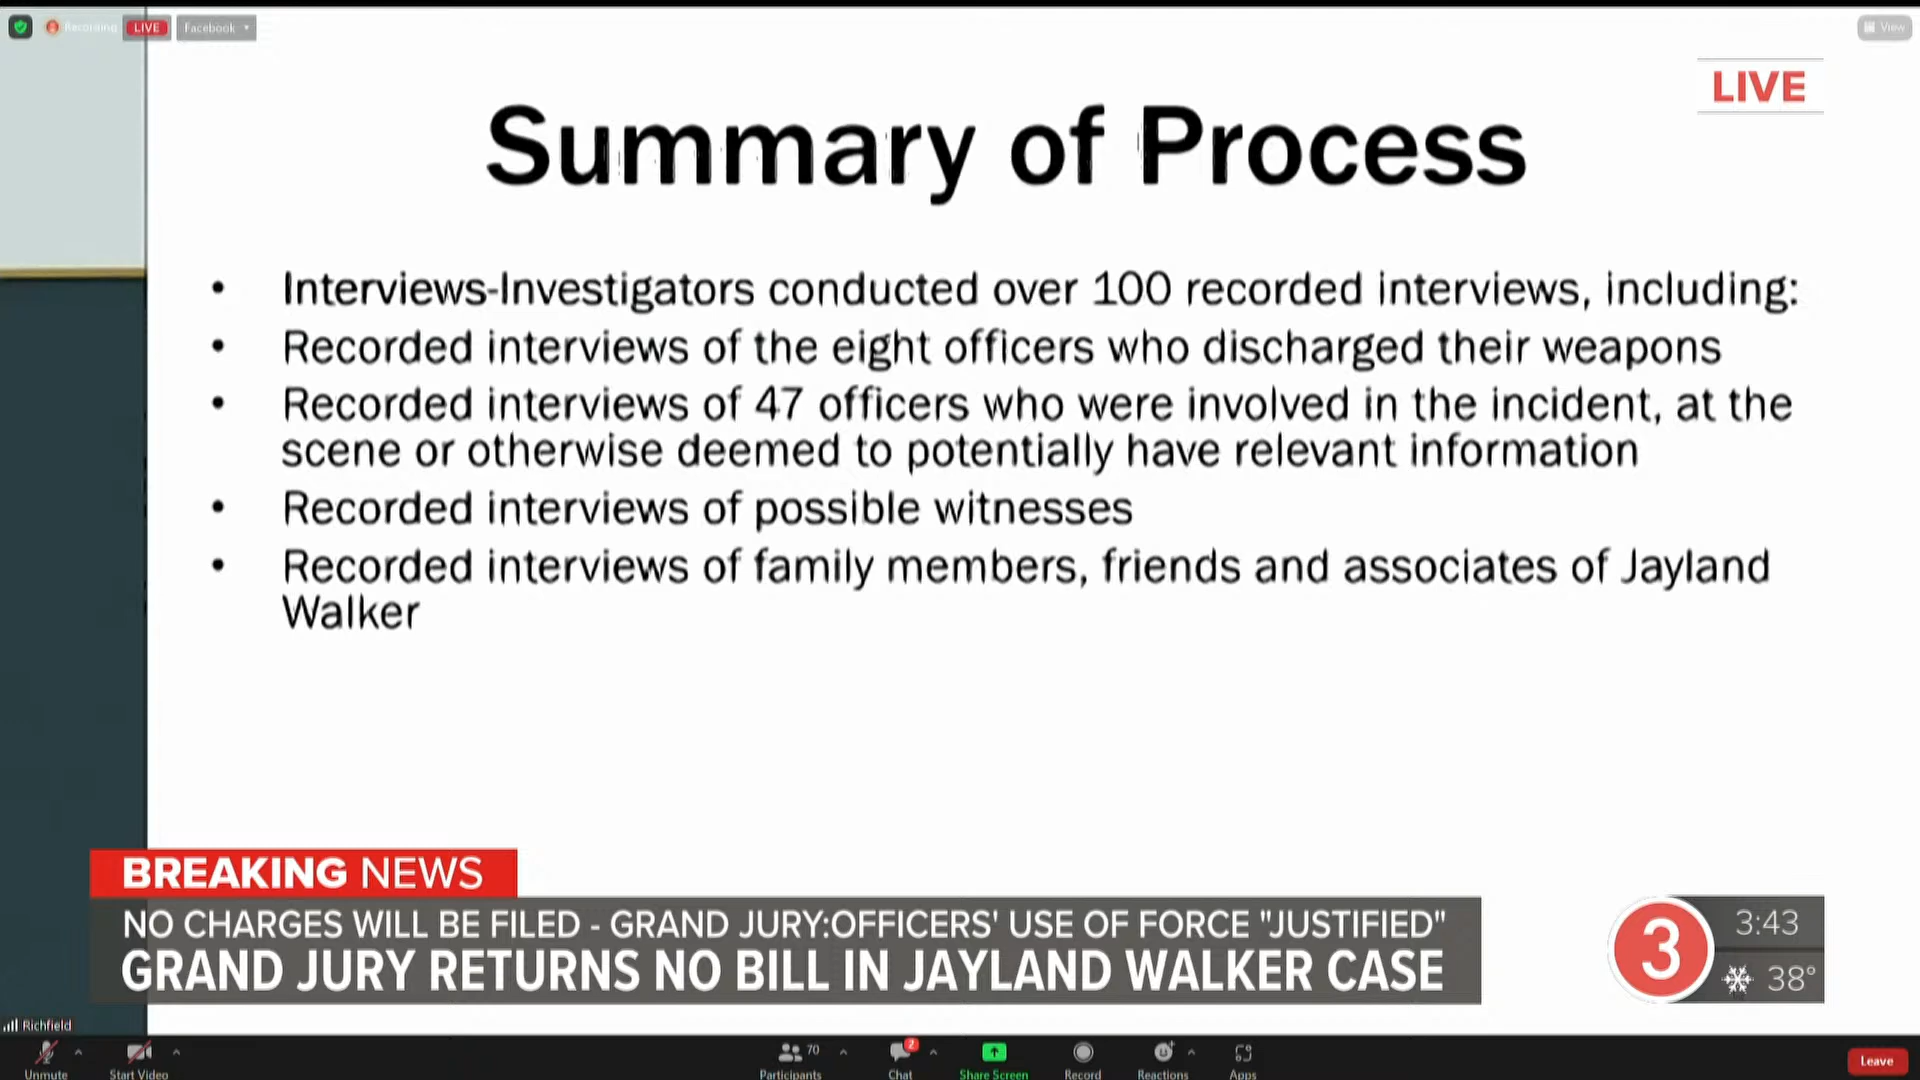 Recording
LIVE
Facebook
View
LIVE
Summary of Process
• Interviews-Investigators conducted over 100 recorded interviews, including:
• Recorded interviews of the eight officers who discharged their weapons
• Recorded interviews of 47 officers who were involved in the incident, at the
scene or otherwise deemed to potentially have relevant information
• Recorded interviews of possible witnesses
• Recorded interviews of family members, friends and associates of Jayland
Walker
BREAKING NEWS
NO CHARGES WILL BE FILED - GRAND JURY:OFFICERS' USE OF FORCE "JUSTIFIED"
GRAND JURY RETURNS NO BILL IN JAYLAND WALKER CASE
3
3:43
38°
Richfield
Unmute
Start Video
70
Participants
2
Chat
Share Screen
Record
Reactions
Apps
Leave